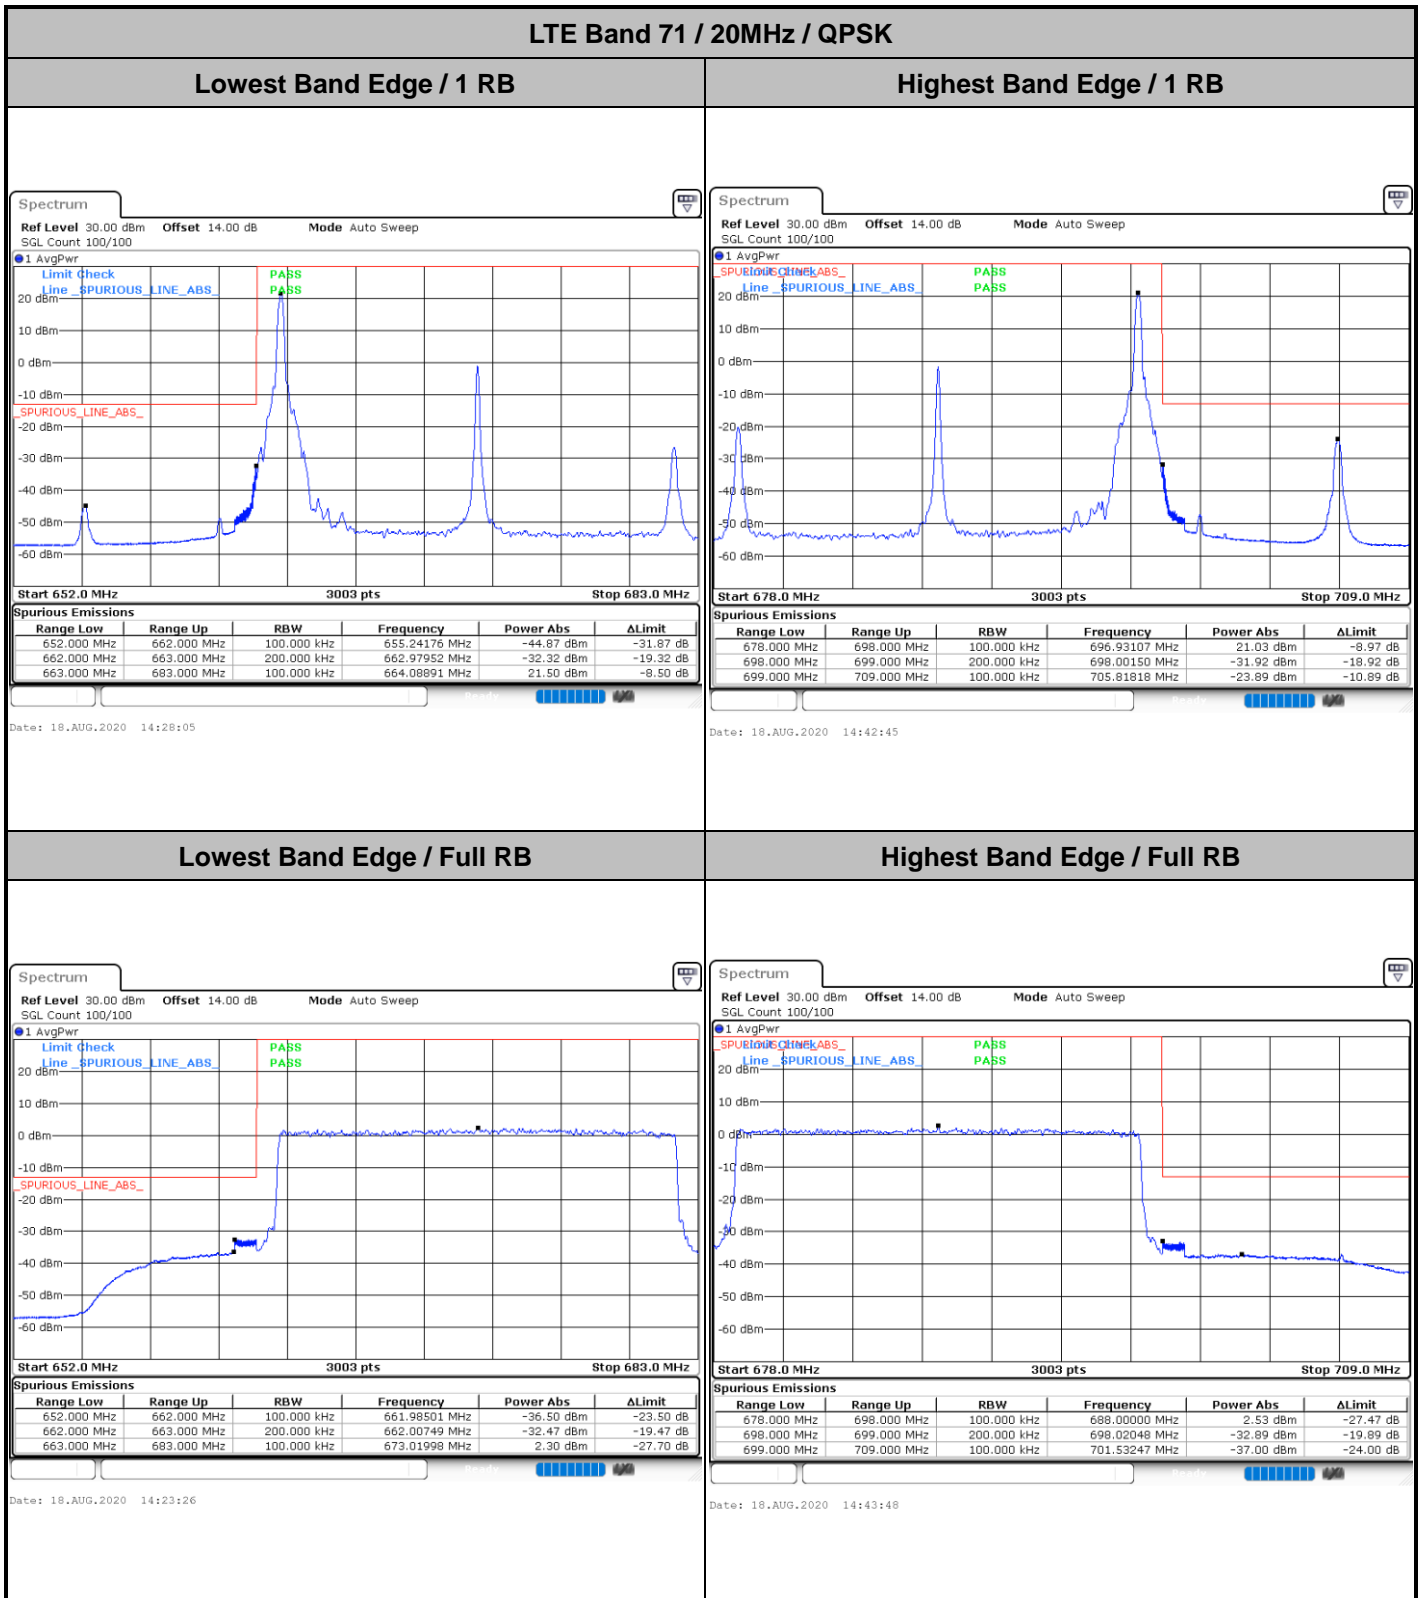 LTE Band 71 / 20MHz / QPSK
Lowest Band Edge / 1 RB
Highest Band Edge / 1 RB
Spectrum
Ref Level 30.00 dBm Offset 14.00 dB Mode Auto Sweep
SGL Count 100/100
1 AvgPwr
Limit Check PASS
Line _SPURIOUS_LINE_ABS_ PASS
20 dBm
10 dBm
0 dBm
-10 dBm
_SPURIOUS_LINE_ABS_
-20 dBm
-30 dBm
-40 dBm
-50 dBm
-60 dBm
Start 652.0 MHz 3003 pts Stop 683.0 MHz
Spurious Emissions
Range Low Range Up RBW Frequency Power Abs ΔLimit
652.000 MHz 662.000 MHz 100.000 kHz 655.24176 MHz -44.87 dBm -31.87 dB
662.000 MHz 663.000 MHz 200.000 kHz 662.97952 MHz -32.32 dBm -19.32 dB
663.000 MHz 683.000 MHz 100.000 kHz 664.08891 MHz 21.50 dBm -8.50 dB
Ready
Date: 18.AUG.2020 14:28:05
Spectrum
Ref Level 30.00 dBm Offset 14.00 dB Mode Auto Sweep
SGL Count 100/100
1 AvgPwr
_SPURIOUS_LINE_ABS_
Limit Check PASS
Line _SPURIOUS_LINE_ABS_ PASS
20 dBm
10 dBm
0 dBm
-10 dBm
-20 dBm
-30 dBm
-40 dBm
-50 dBm
-60 dBm
Start 678.0 MHz 3003 pts Stop 709.0 MHz
Spurious Emissions
Range Low Range Up RBW Frequency Power Abs ΔLimit
678.000 MHz 698.000 MHz 100.000 kHz 696.93107 MHz 21.03 dBm -8.97 dB
698.000 MHz 699.000 MHz 200.000 kHz 698.00150 MHz -31.92 dBm -18.92 dB
699.000 MHz 709.000 MHz 100.000 kHz 705.81818 MHz -23.89 dBm -10.89 dB
Ready
Date: 18.AUG.2020 14:42:45
Lowest Band Edge / Full RB
Highest Band Edge / Full RB
Spectrum
Ref Level 30.00 dBm Offset 14.00 dB Mode Auto Sweep
SGL Count 100/100
1 AvgPwr
Limit Check PASS
Line _SPURIOUS_LINE_ABS_ PASS
20 dBm
10 dBm
0 dBm
-10 dBm
_SPURIOUS_LINE_ABS_
-20 dBm
-30 dBm
-40 dBm
-50 dBm
-60 dBm
Start 652.0 MHz 3003 pts Stop 683.0 MHz
Spurious Emissions
Range Low Range Up RBW Frequency Power Abs ΔLimit
652.000 MHz 662.000 MHz 100.000 kHz 661.98501 MHz -36.50 dBm -23.50 dB
662.000 MHz 663.000 MHz 200.000 kHz 662.00749 MHz -32.47 dBm -19.47 dB
663.000 MHz 683.000 MHz 100.000 kHz 673.01998 MHz 2.30 dBm -27.70 dB
Ready
Date: 18.AUG.2020 14:23:26
Spectrum
Ref Level 30.00 dBm Offset 14.00 dB Mode Auto Sweep
SGL Count 100/100
1 AvgPwr
_SPURIOUS_LINE_ABS_
Limit Check PASS
Line _SPURIOUS_LINE_ABS_ PASS
20 dBm
10 dBm
0 dBm
-10 dBm
-20 dBm
-30 dBm
-40 dBm
-50 dBm
-60 dBm
Start 678.0 MHz 3003 pts Stop 709.0 MHz
Spurious Emissions
Range Low Range Up RBW Frequency Power Abs ΔLimit
678.000 MHz 698.000 MHz 100.000 kHz 688.00000 MHz 2.53 dBm -27.47 dB
698.000 MHz 699.000 MHz 200.000 kHz 698.02048 MHz -32.89 dBm -19.89 dB
699.000 MHz 709.000 MHz 100.000 kHz 701.53247 MHz -37.00 dBm -24.00 dB
Ready
Date: 18.AUG.2020 14:43:48